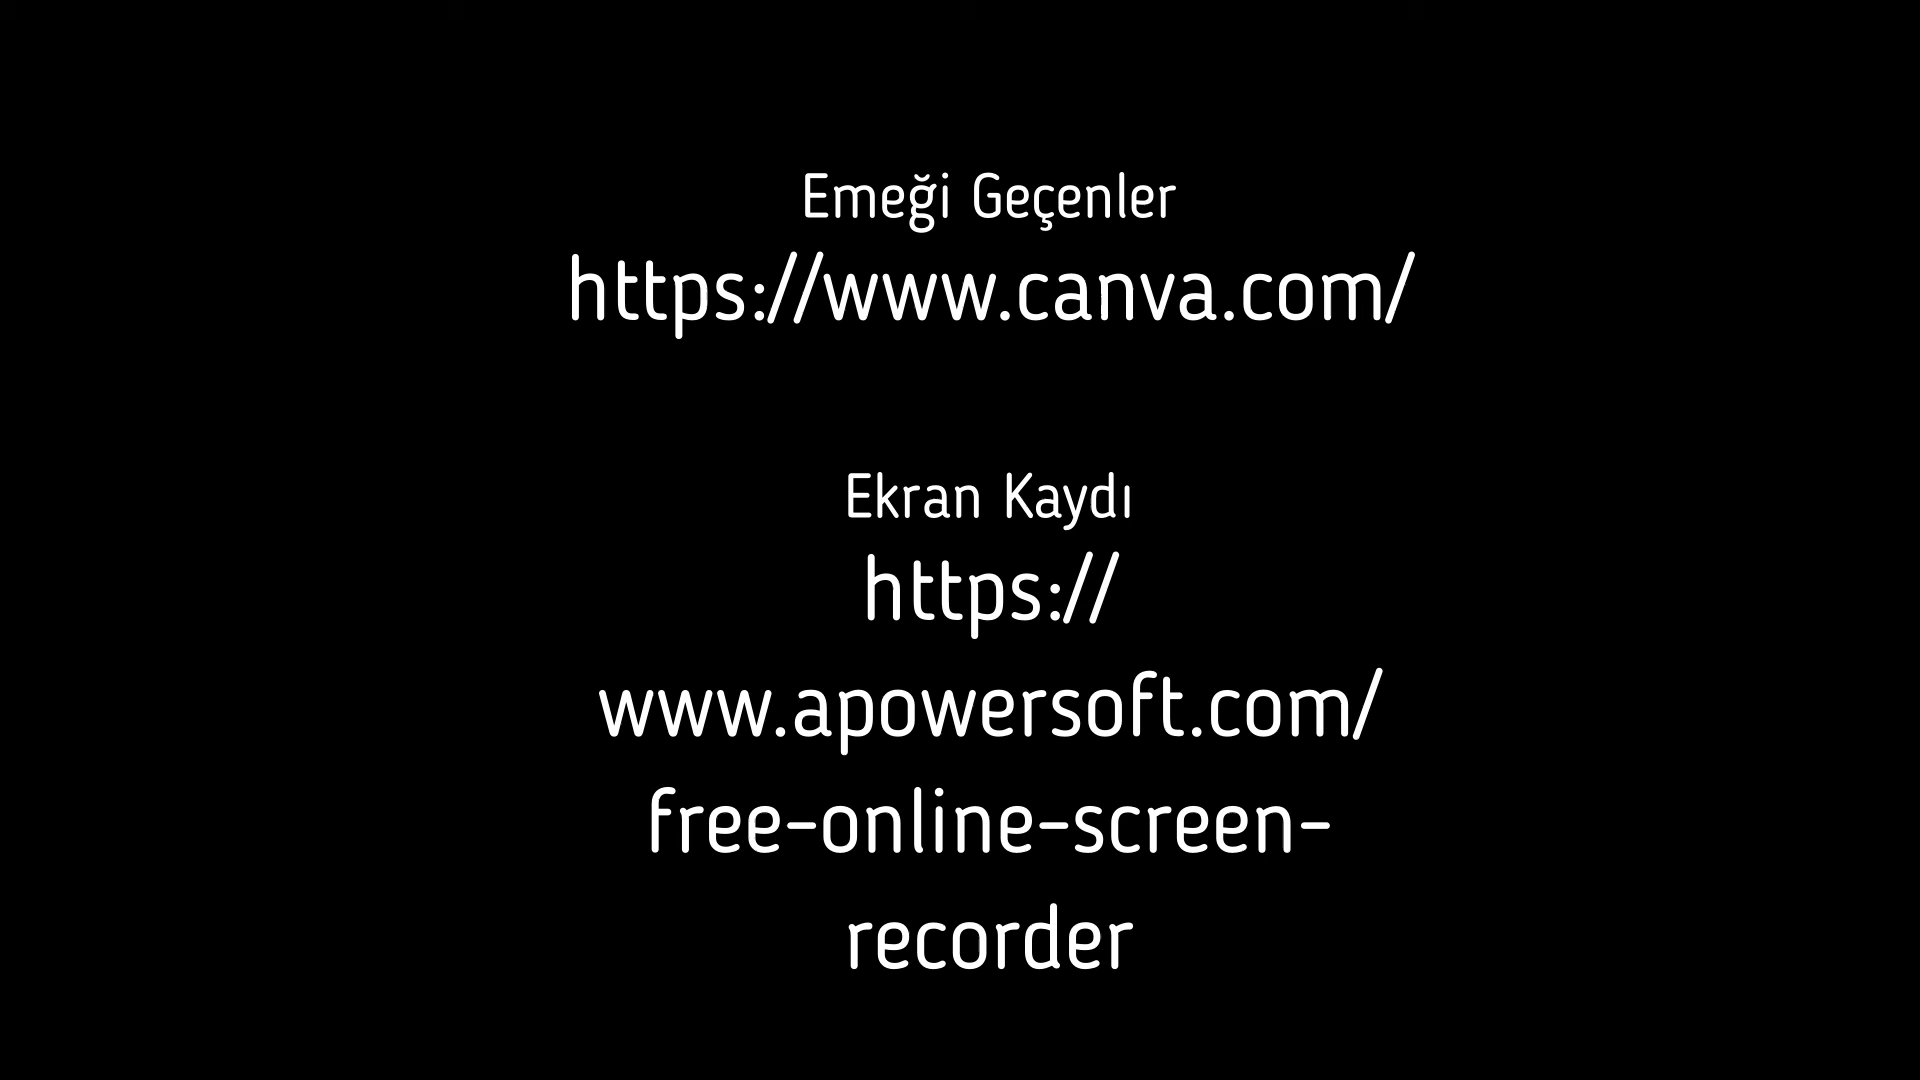 Emeği Geçenler
https://www.canva.com/
Ekran Kaydı
https://
www.apowersoft.com/
free-online-screen-
recorder